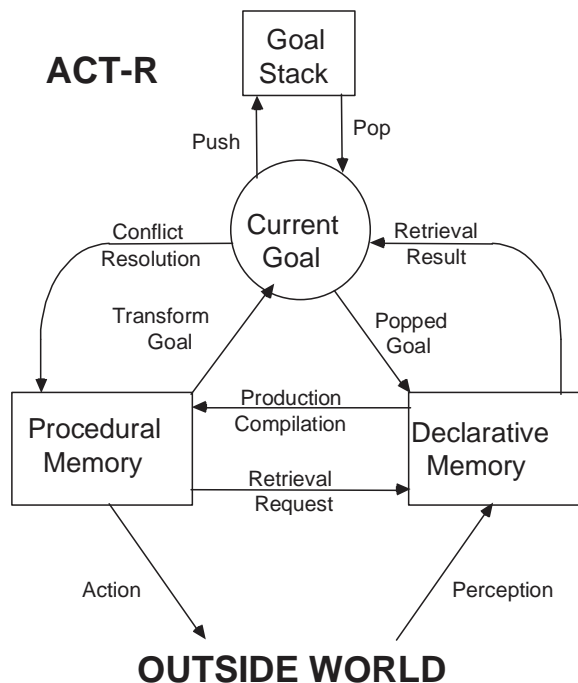 ACT-R
Goal
Stack
Push
Pop
Current
Goal
Conflict
Resolution
Retrieval
Result
Transform
Goal
Popped
Goal
Procedural
Memory
Production
Compilation
Declarative
Memory
Retrieval
Request
Action
Perception
OUTSIDE WORLD